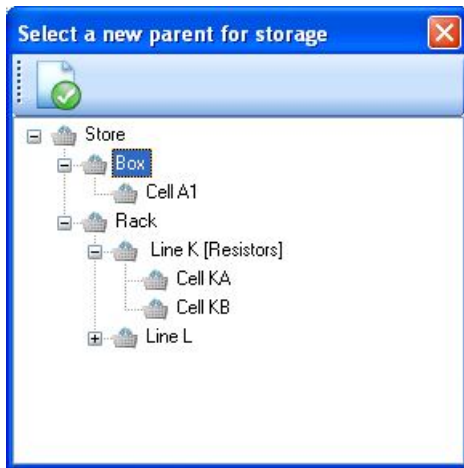 Select a new parent for storage
Store
Box
Cell A1
Rack
Line K [Resistors]
Cell KA
Cell KB
Line L